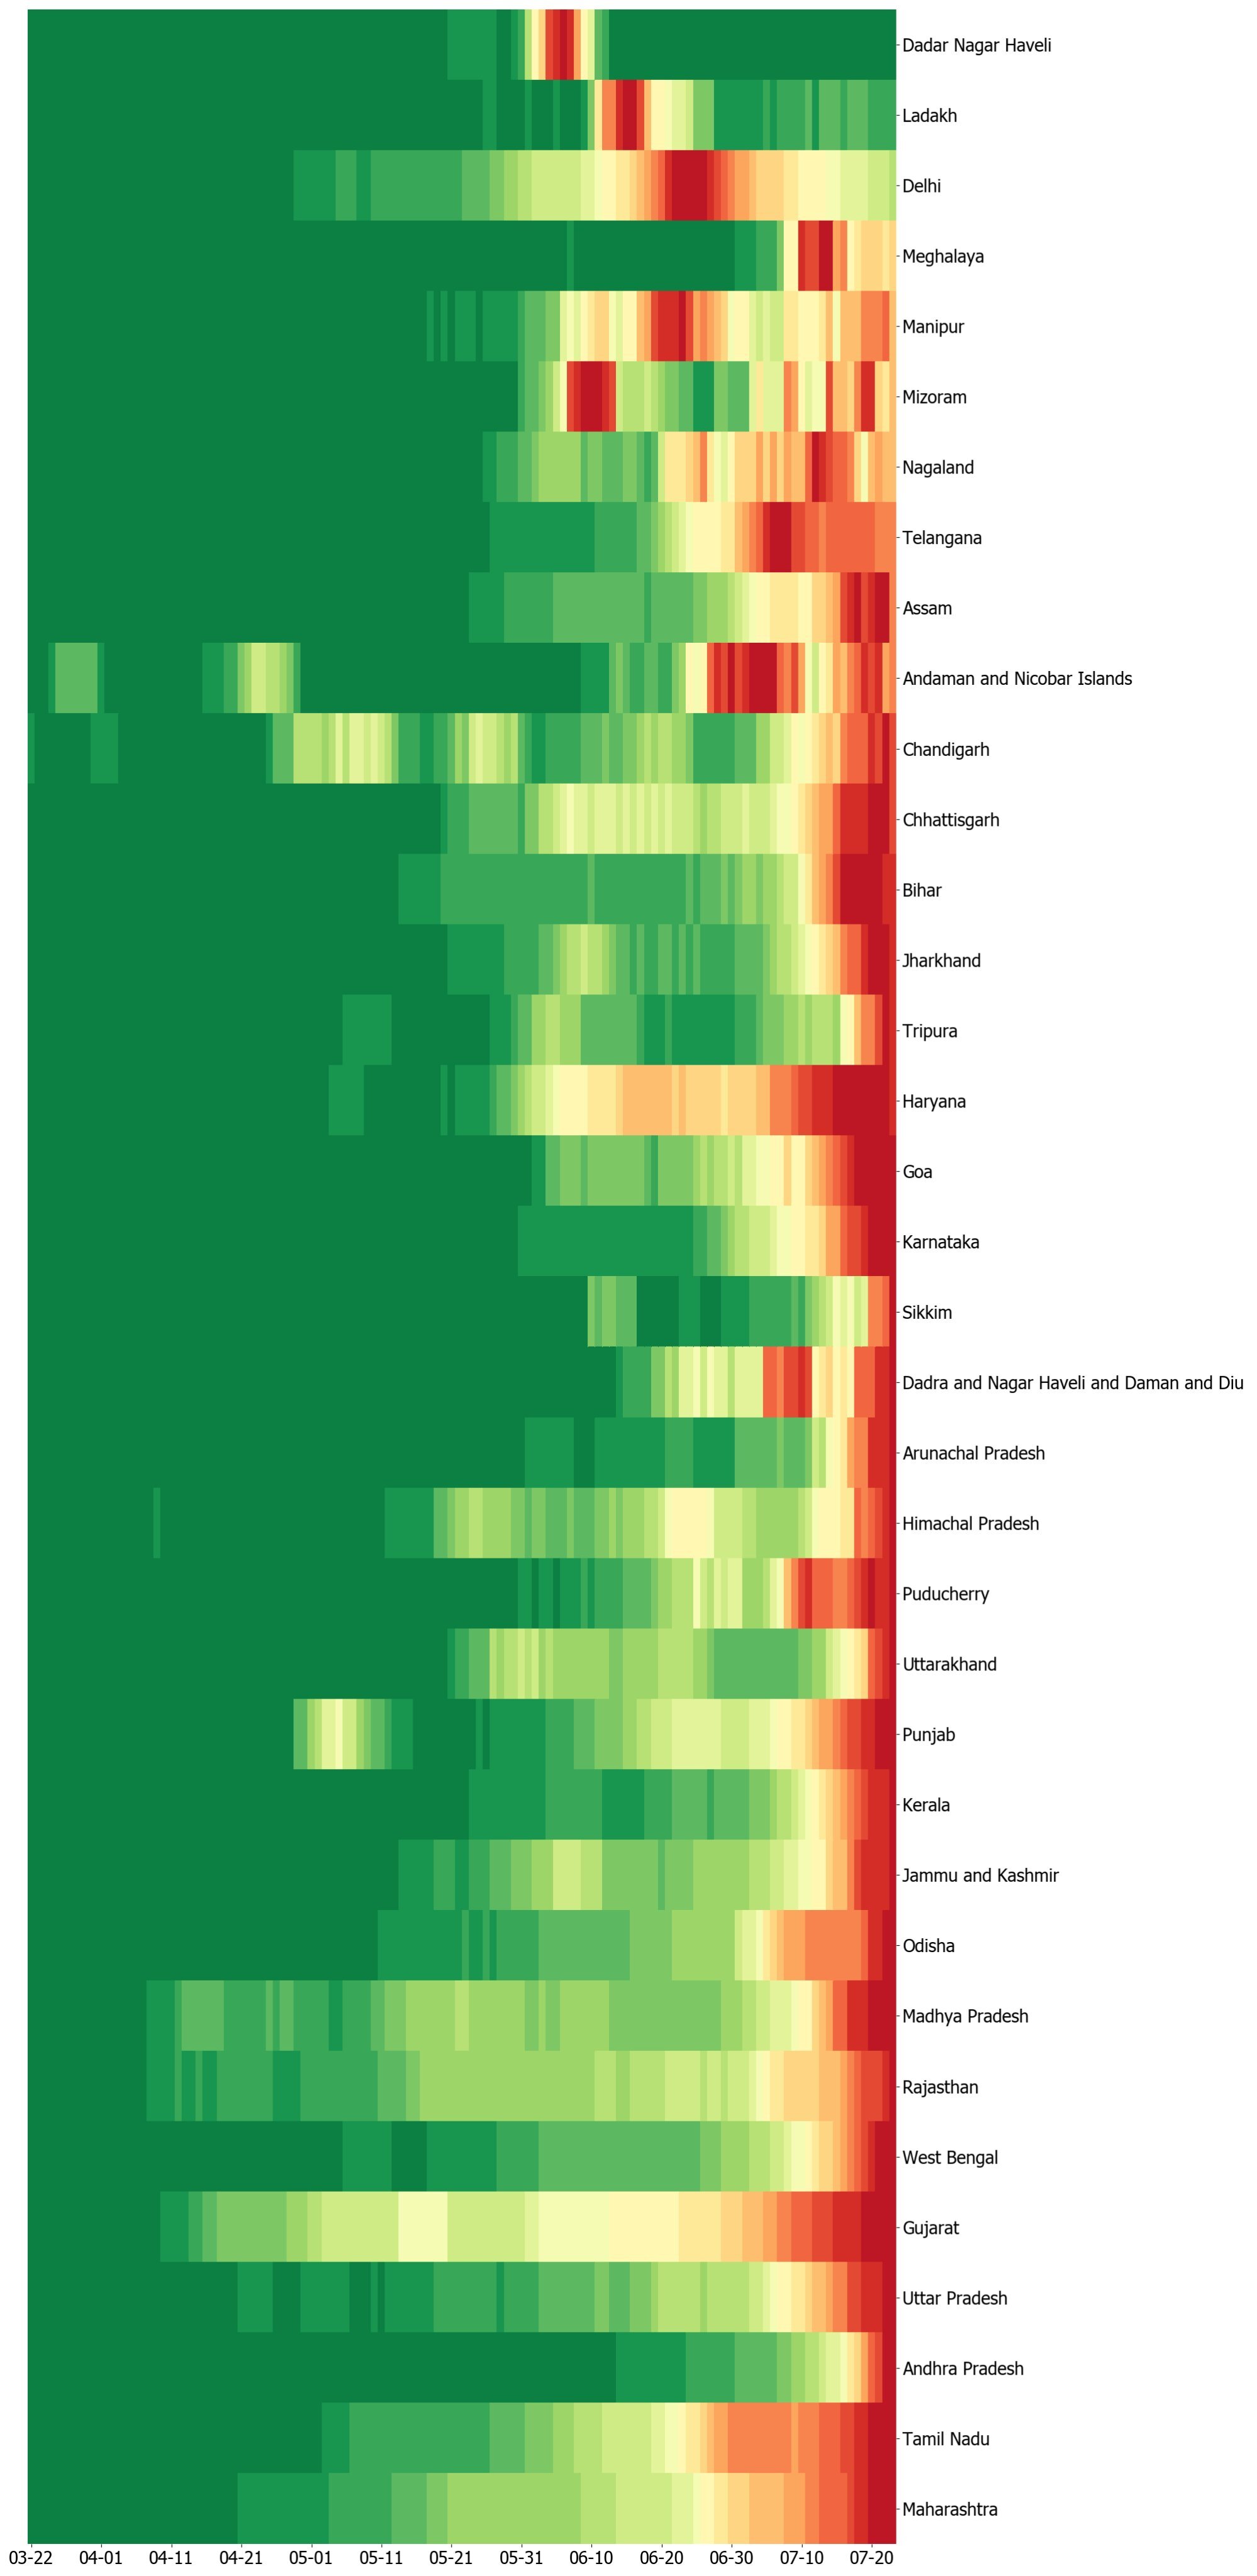 Dadar Nagar Haveli
Ladakh
Delhi
Meghalaya
Manipur
Mizoram
Nagaland
Telangana
Assam
Andaman and Nicobar Islands
Chandigarh
Chhattisgarh
Bihar
Jharkhand
Tripura
Haryana
Goa
Karnataka
Sikkim
Dadra and Nagar Haveli and Daman and Diu
Arunachal Pradesh
Himachal Pradesh
Puducherry
Uttarakhand
Punjab
Kerala
Jammu and Kashmir
Odisha
Madhya Pradesh
Rajasthan
West Bengal
Gujarat
Uttar Pradesh
Andhra Pradesh
Tamil Nadu
Maharashtra
03-22 04-01 04-11 04-21 05-01 05-11 05-21 05-31 06-10 06-20 06-30 07-10 07-20